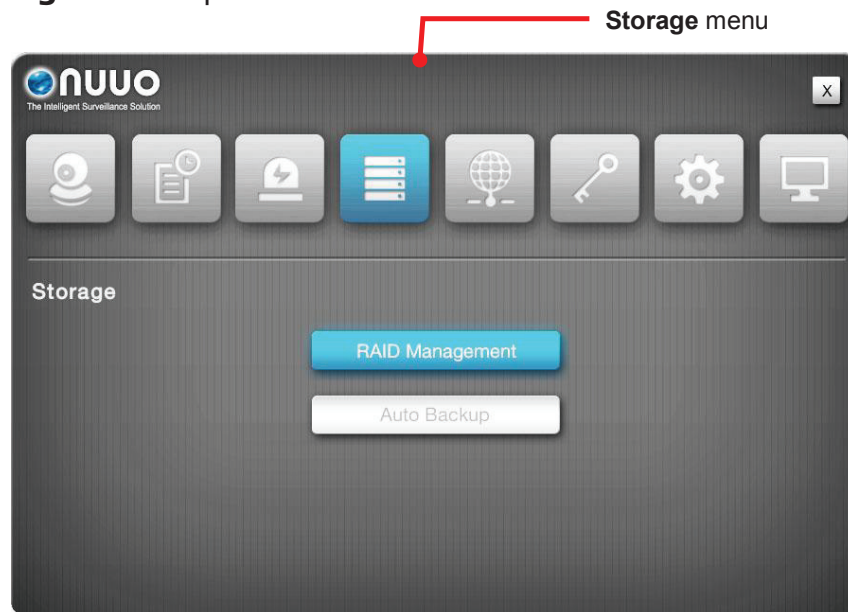 Storage menu
nuuo
The Intelligent Surveillance Solution
X
Storage
RAID Management
Auto Backup